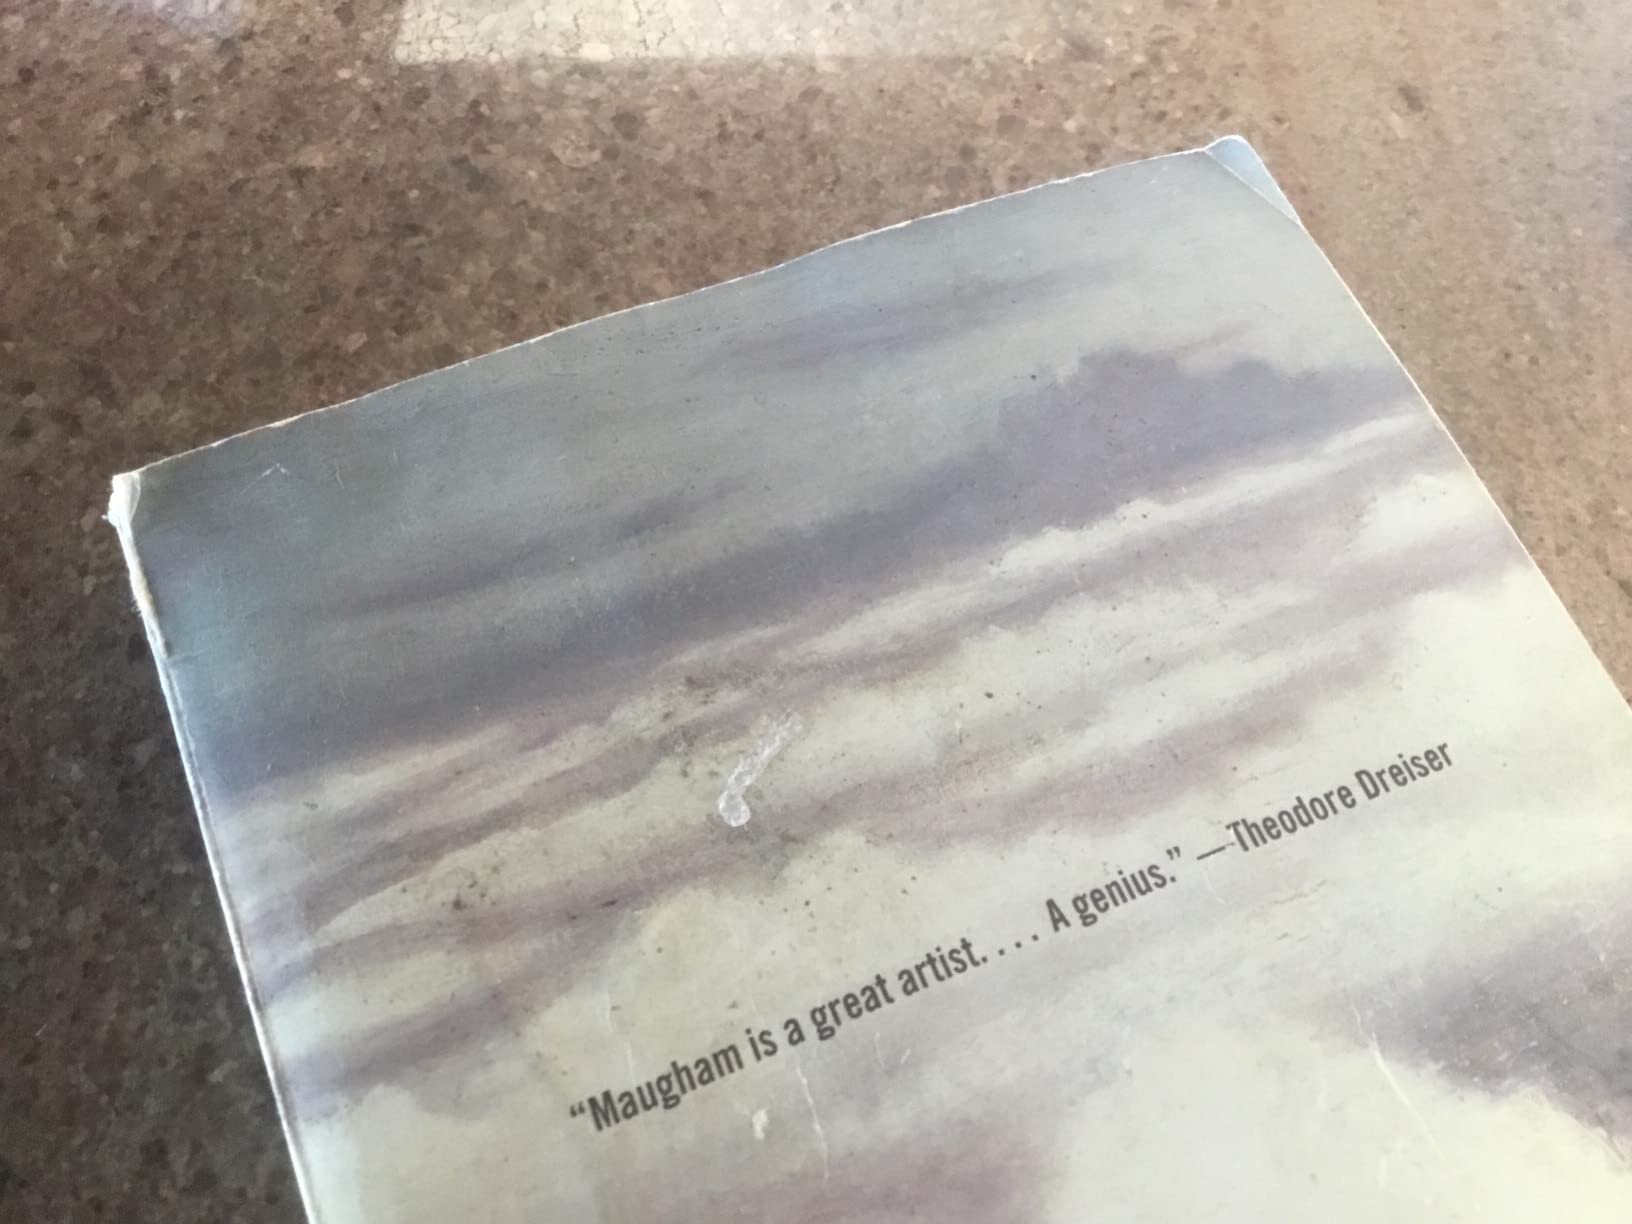 “Maugham is a great artist. . . . A genius.” —Theodore Dreiser